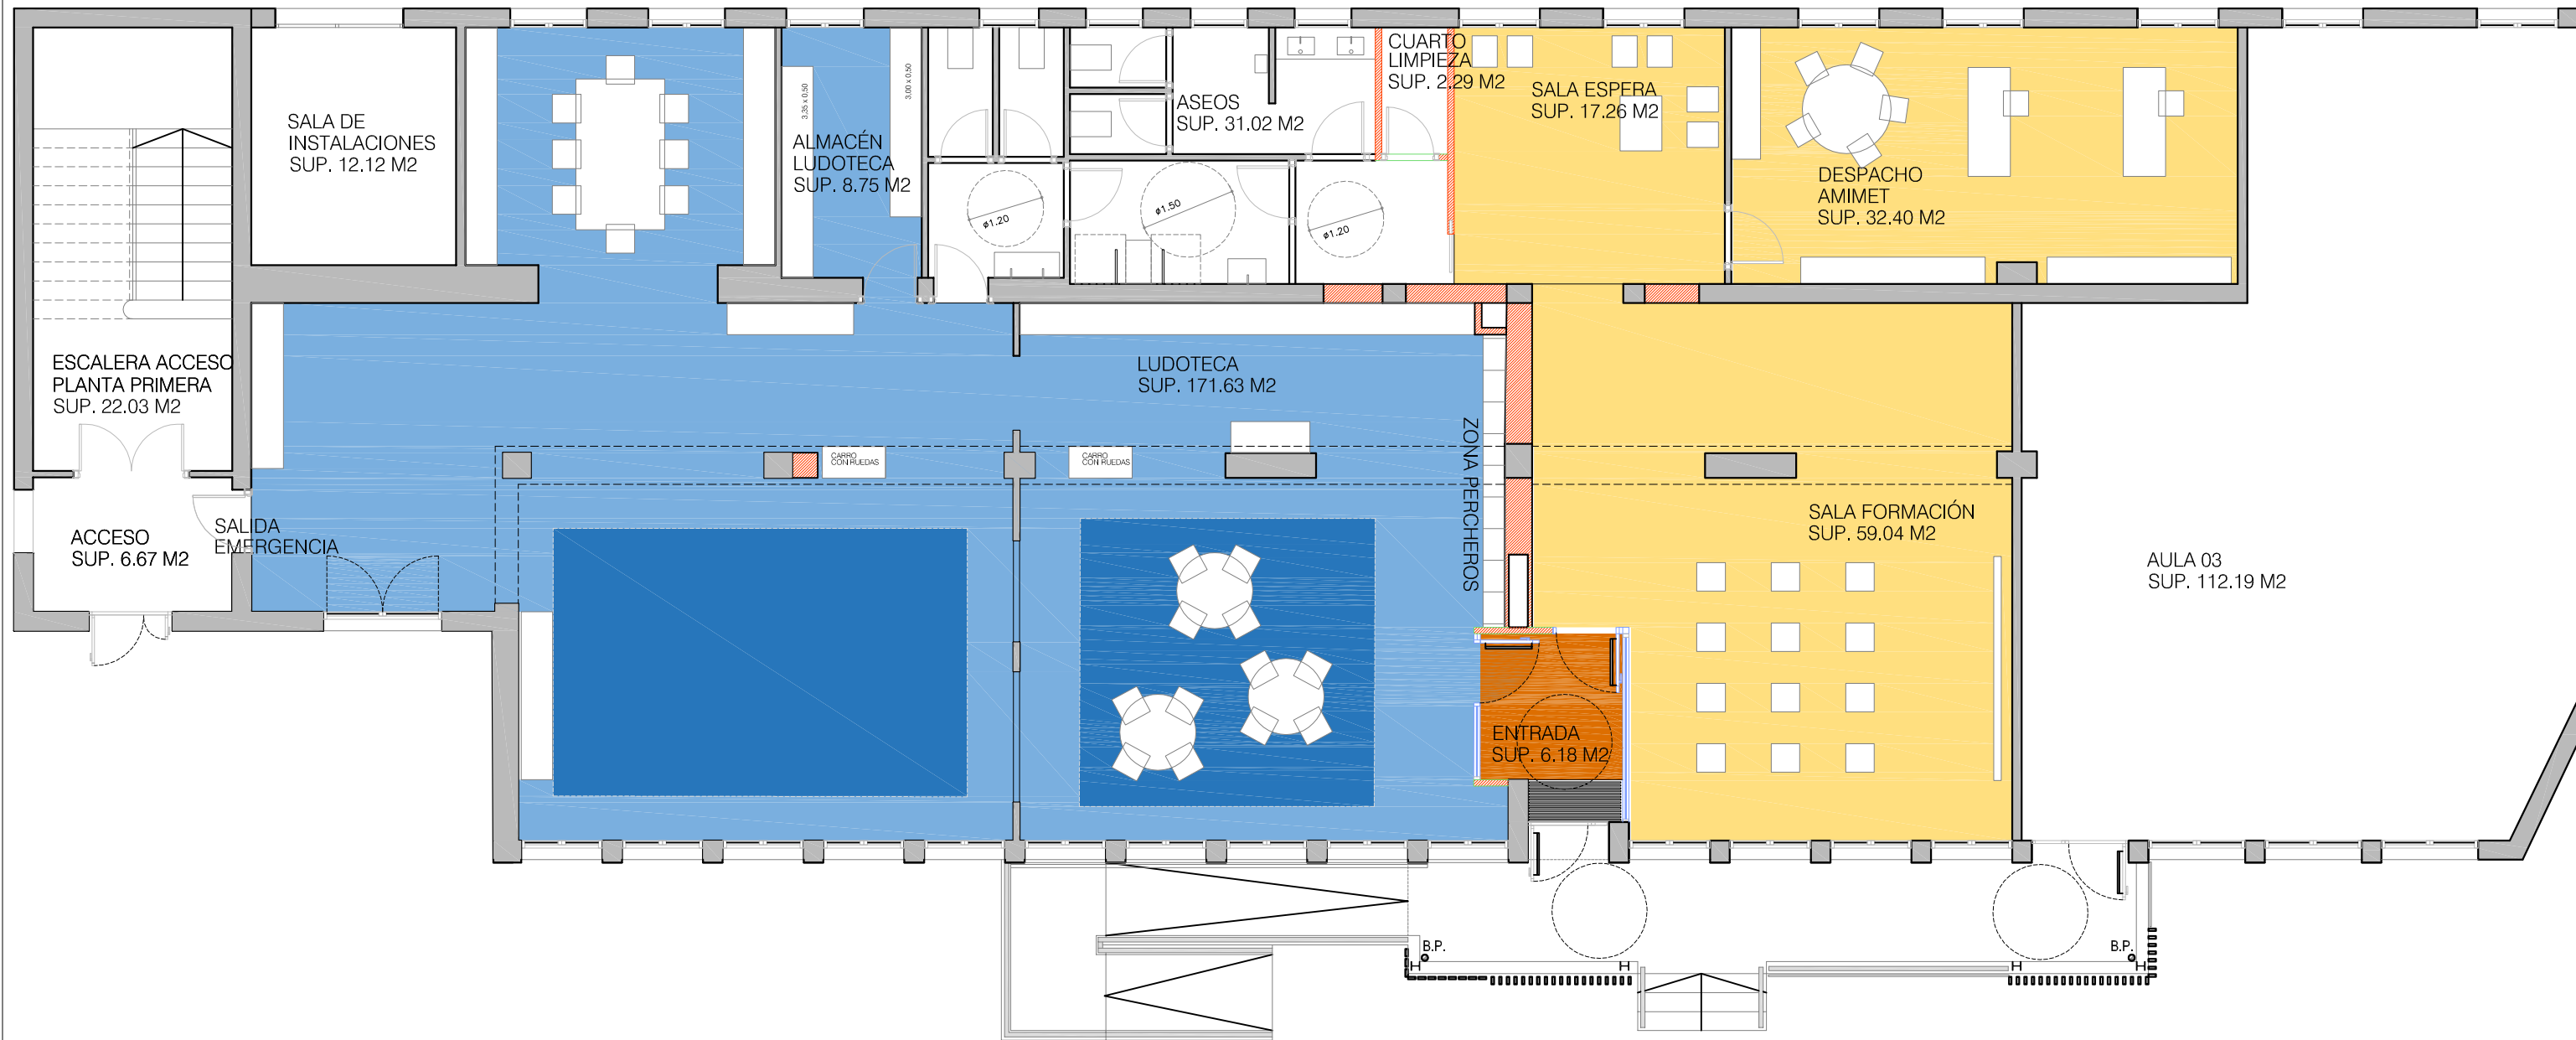 SALA DE
INSTALACIONES
SUP. 12.12 M2
3.35 x 0.50
3.00 x 0.50
ALMACÉN
LUDOTECA
SUP. 8.75 M2
ASEOS
SUP. 31.02 M2
CUARTO
LIMPIEZA
SUP. 2.29 M2
SALA ESPERA
SUP. 17.26 M2
DESPACHO
AMIMET
SUP. 32.40 M2
ø1.20
ø1.50
ø1.20
ESCALERA ACCESO
PLANTA PRIMERA
SUP. 22.03 M2
LUDOTECA
SUP. 171.63 M2
ZONA PERCHEROS
CARRO
CON RUEDAS
CARRO
CON RUEDAS
ACCESO
SUP. 6.67 M2
SALIDA
EMERGENCIA
SALA FORMACIÓN
SUP. 59.04 M2
AULA 03
SUP. 112.19 M2
ENTRADA
SUP. 6.18 M2
B.P.
B.P.